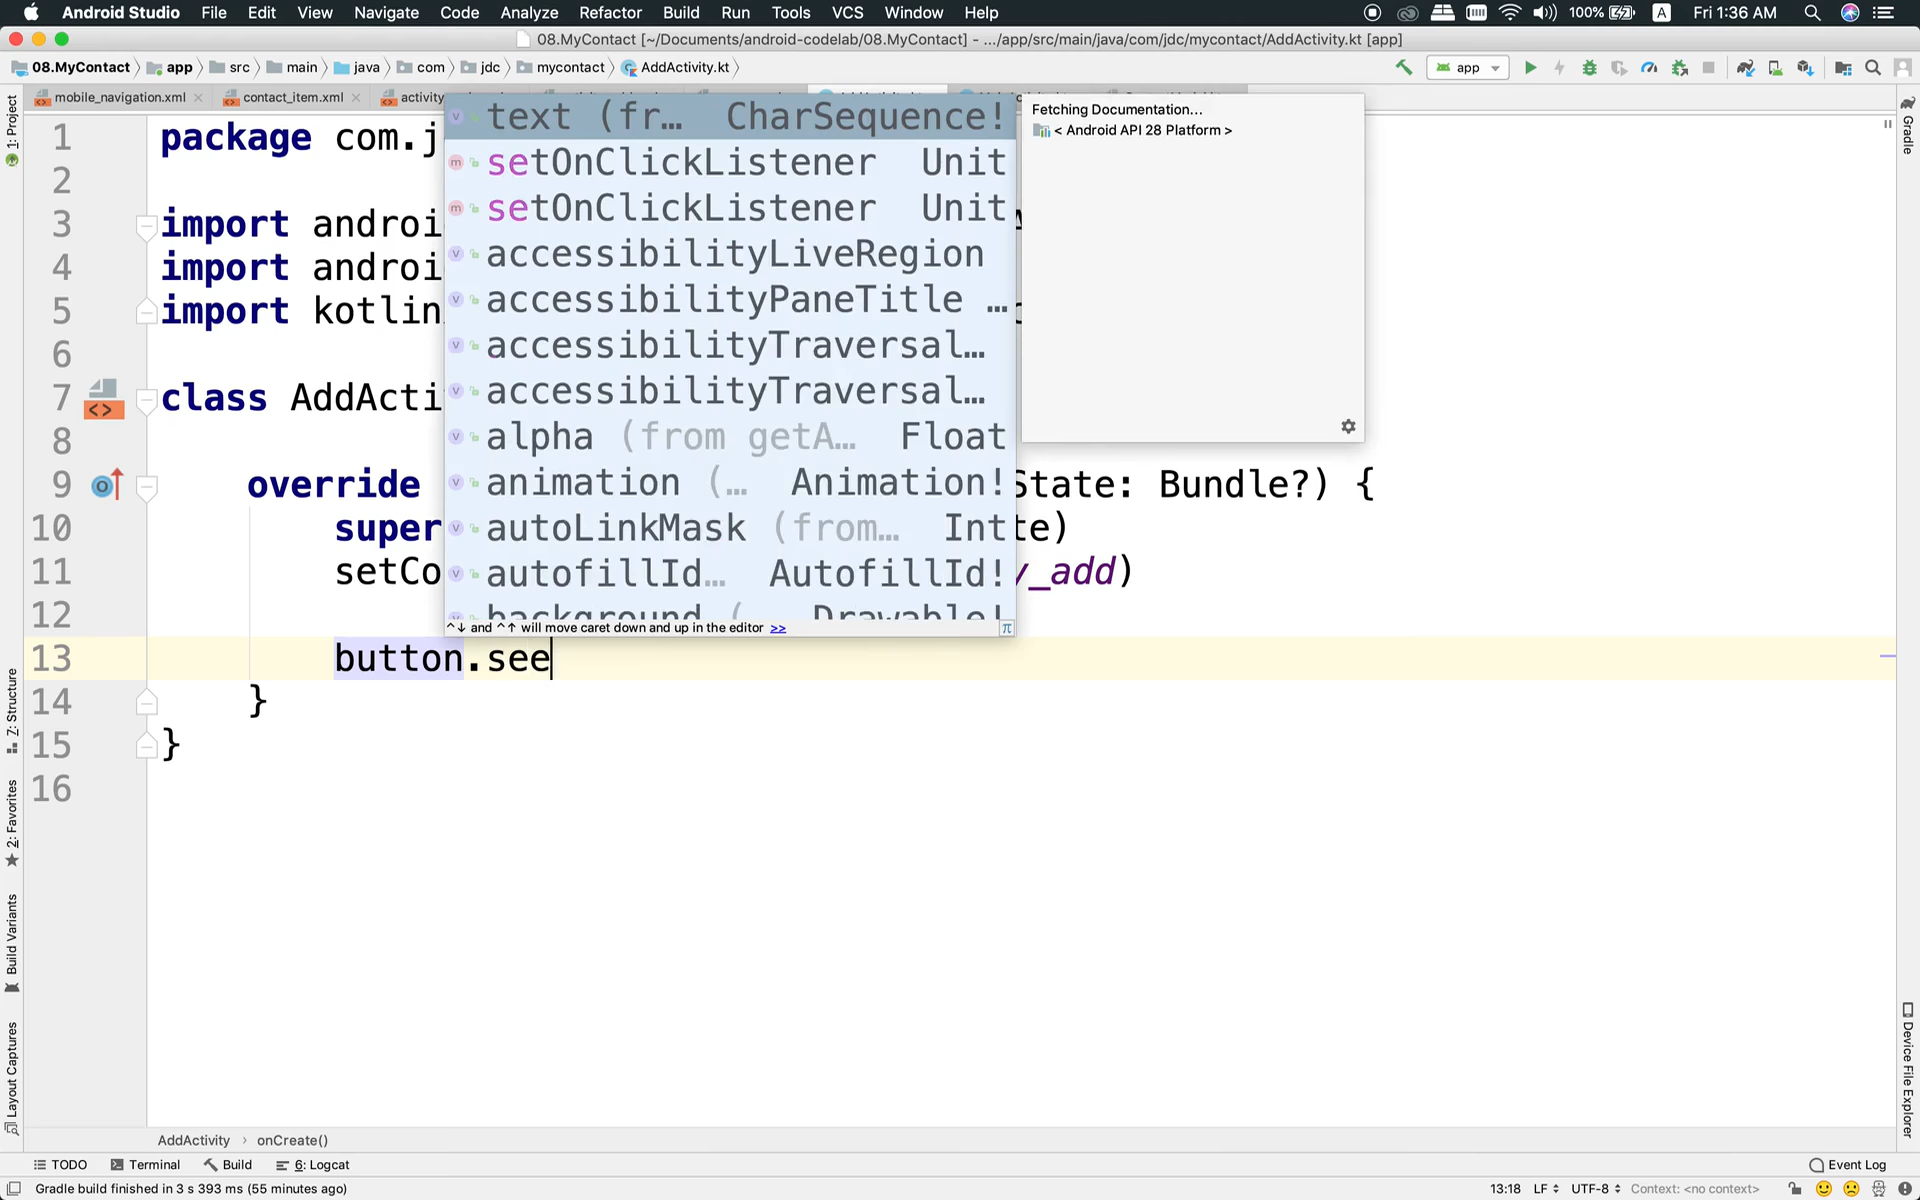 Android Studio File Edit View Navigate Code Analyze Refactor Build Run Tools VCS Window Help 100% A Fri 1:36 AM
08.MyContact [~/Documents/android-codelab/08.MyContact] - .../app/src/main/java/com/jdc/mycontact/AddActivity.kt [app]
08.MyContact app src main java com jdc mycontact AddActivity.kt app
mobile_navigation.xml contact_item.xml activity
1: Project
Gradle
text (fr… CharSequence!
setOnClickListener Unit
setOnClickListener Unit
accessibilityLiveRegion
accessibilityPaneTitle …
accessibilityTraversal…
accessibilityTraversal…
alpha (from getA… Float
animation (… Animation!
autoLinkMask (from… Int
autofillId… AutofillId!
background (… Drawable!
^↓ and ^↑ will move caret down and up in the editor >> π
Fetching Documentation...
< Android API 28 Platform >
1 package com.j
2
3 import androi
4 import androi
5 import kotlin
6
7 class AddActi
8
9 override State: Bundle?) {
10 super te)
11 setCo y_add)
12
13 button.see
14 }
15 }
16
Z: Structure
2: Favorites
Build Variants
Layout Captures
Device File Explorer
AddActivity › onCreate()
TODO Terminal Build 6: Logcat Event Log
Gradle build finished in 3 s 393 ms (55 minutes ago) 13:18 LF UTF-8 Context: <no context>